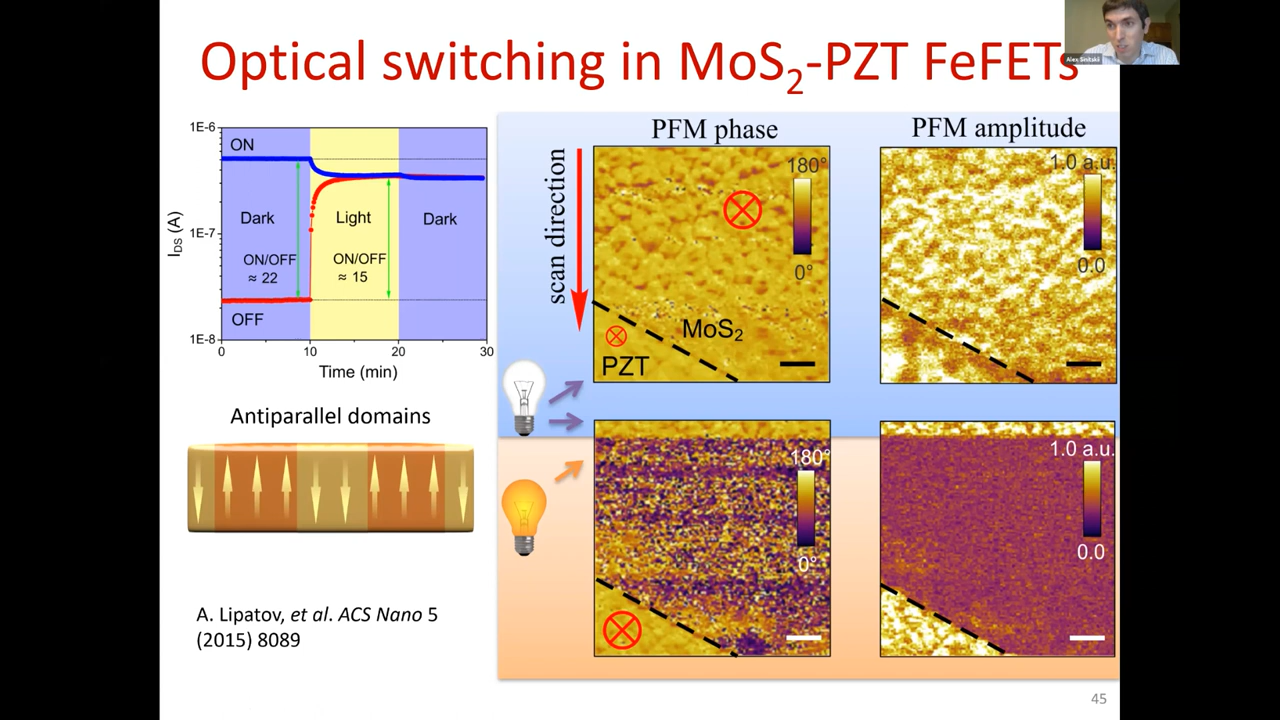 Optical switching in MoS₂-PZT FeFETs
Alex Sinitskii
1E-6
1E-7
1E-8
I_DS (A)
ON
Dark
Light
Dark
ON/OFF
≈ 22
ON/OFF
≈ 15
OFF
0
10
20
30
Time (min)
Antiparallel domains
A. Lipatov, et al. ACS Nano 5
(2015) 8089
PFM phase
PFM amplitude
scan direction
180°
0°
MoS₂
PZT
1.0 a.u.
0.0
180°
0°
1.0 a.u.
0.0
45